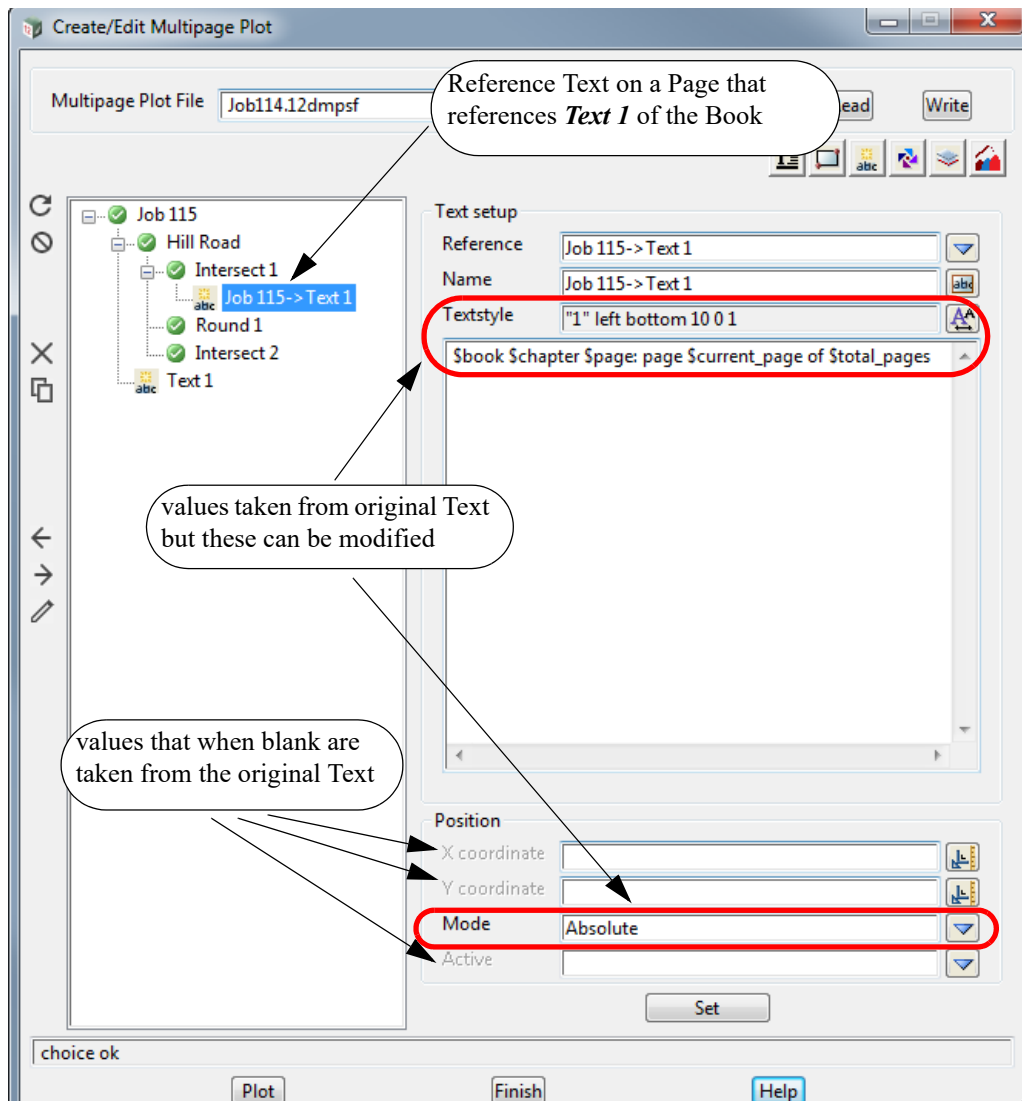 Create/Edit Multipage Plot
Multipage Plot File
Job114.12dmpsf
Write
Reference Text on a Page that
references Text 1 of the Book
abc
Job 115
Hill Road
Intersect 1
abc Job 115->Text 1
Round 1
Intersect 2
abc Text 1
Text setup
Reference Job 115->Text 1
Name Job 115->Text 1 abc
Textstyle "1" left bottom 10 0 1
$book $chapter $page: page $current_page of $total_pages
values taken from original Text
but these can be modified
values that when blank are
taken from the original Text
Position
X coordinate
Y coordinate
Mode Absolute
Active
Set
choice ok
Plot Finish Help